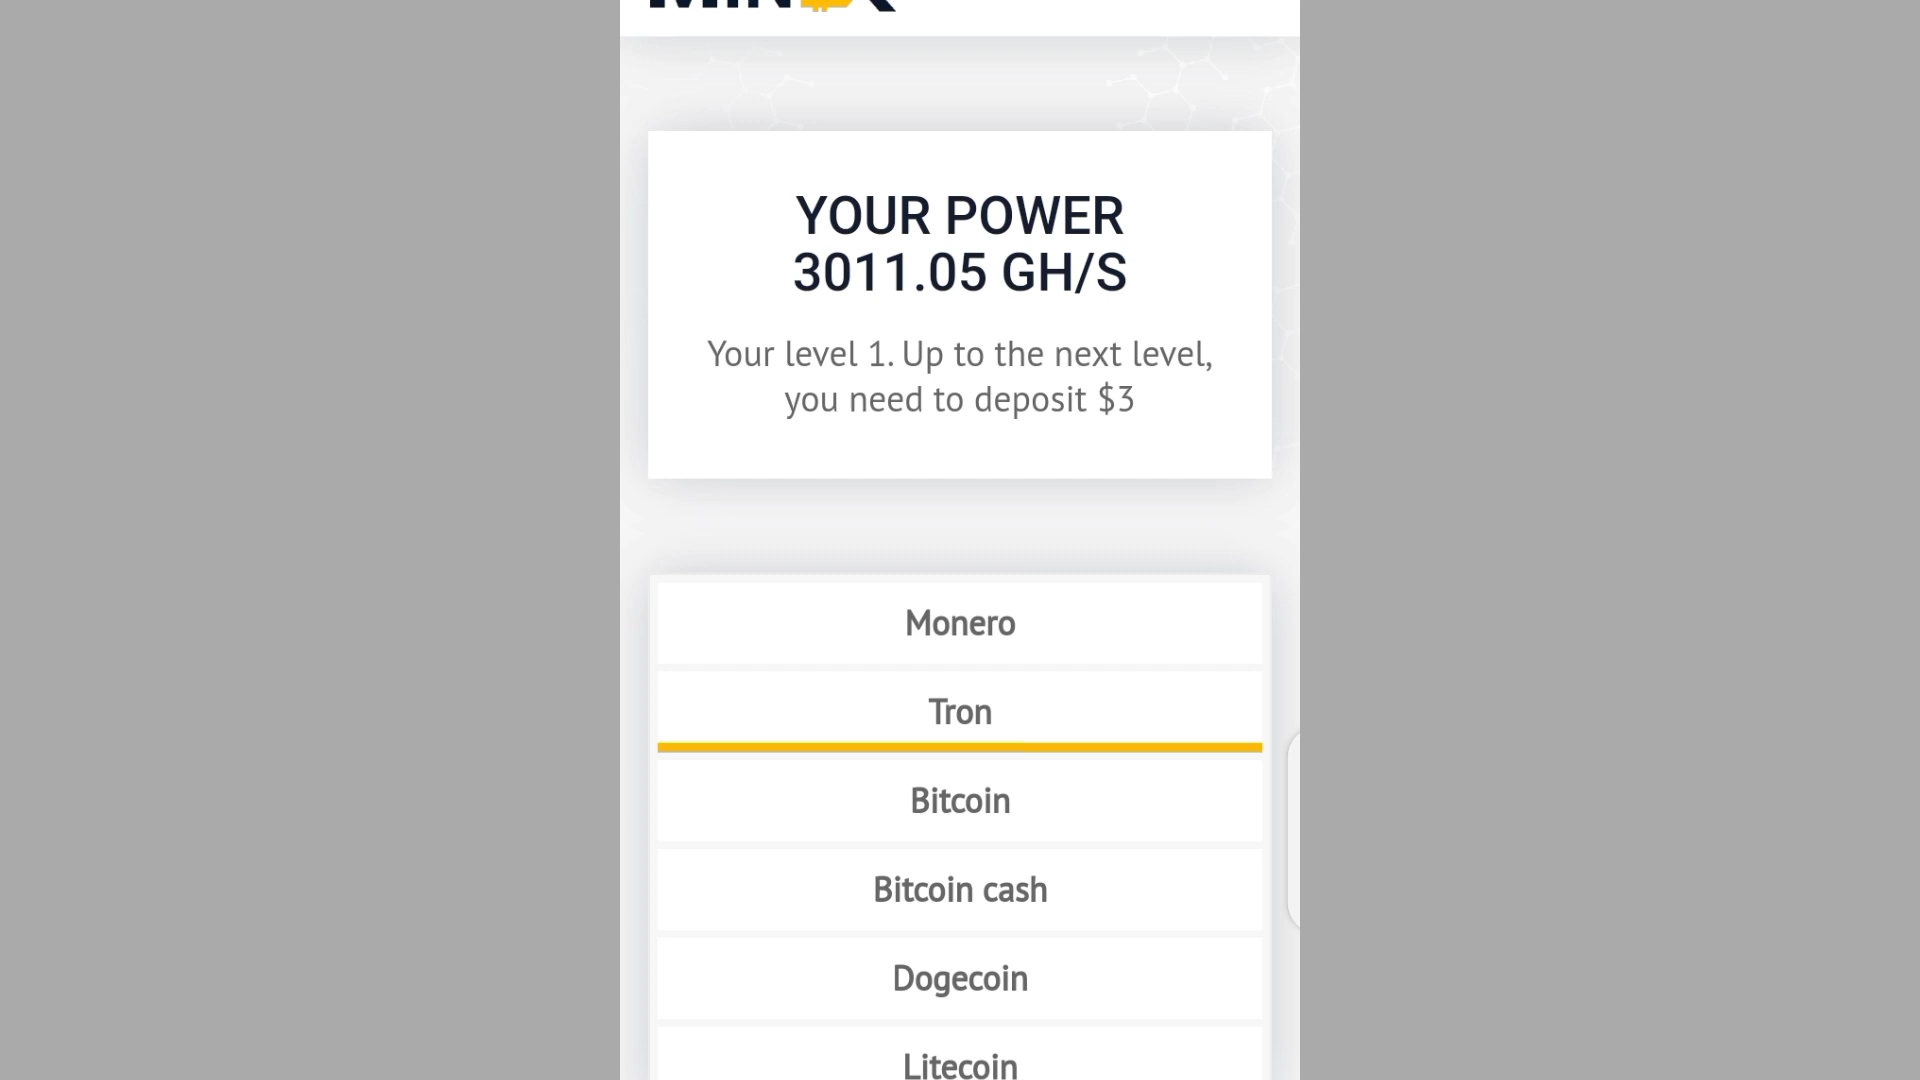 YOUR POWER
3011.05 GH/S
Your level 1. Up to the next level,
you need to deposit $3
Monero
Tron
Bitcoin
Bitcoin cash
Dogecoin
Litecoin